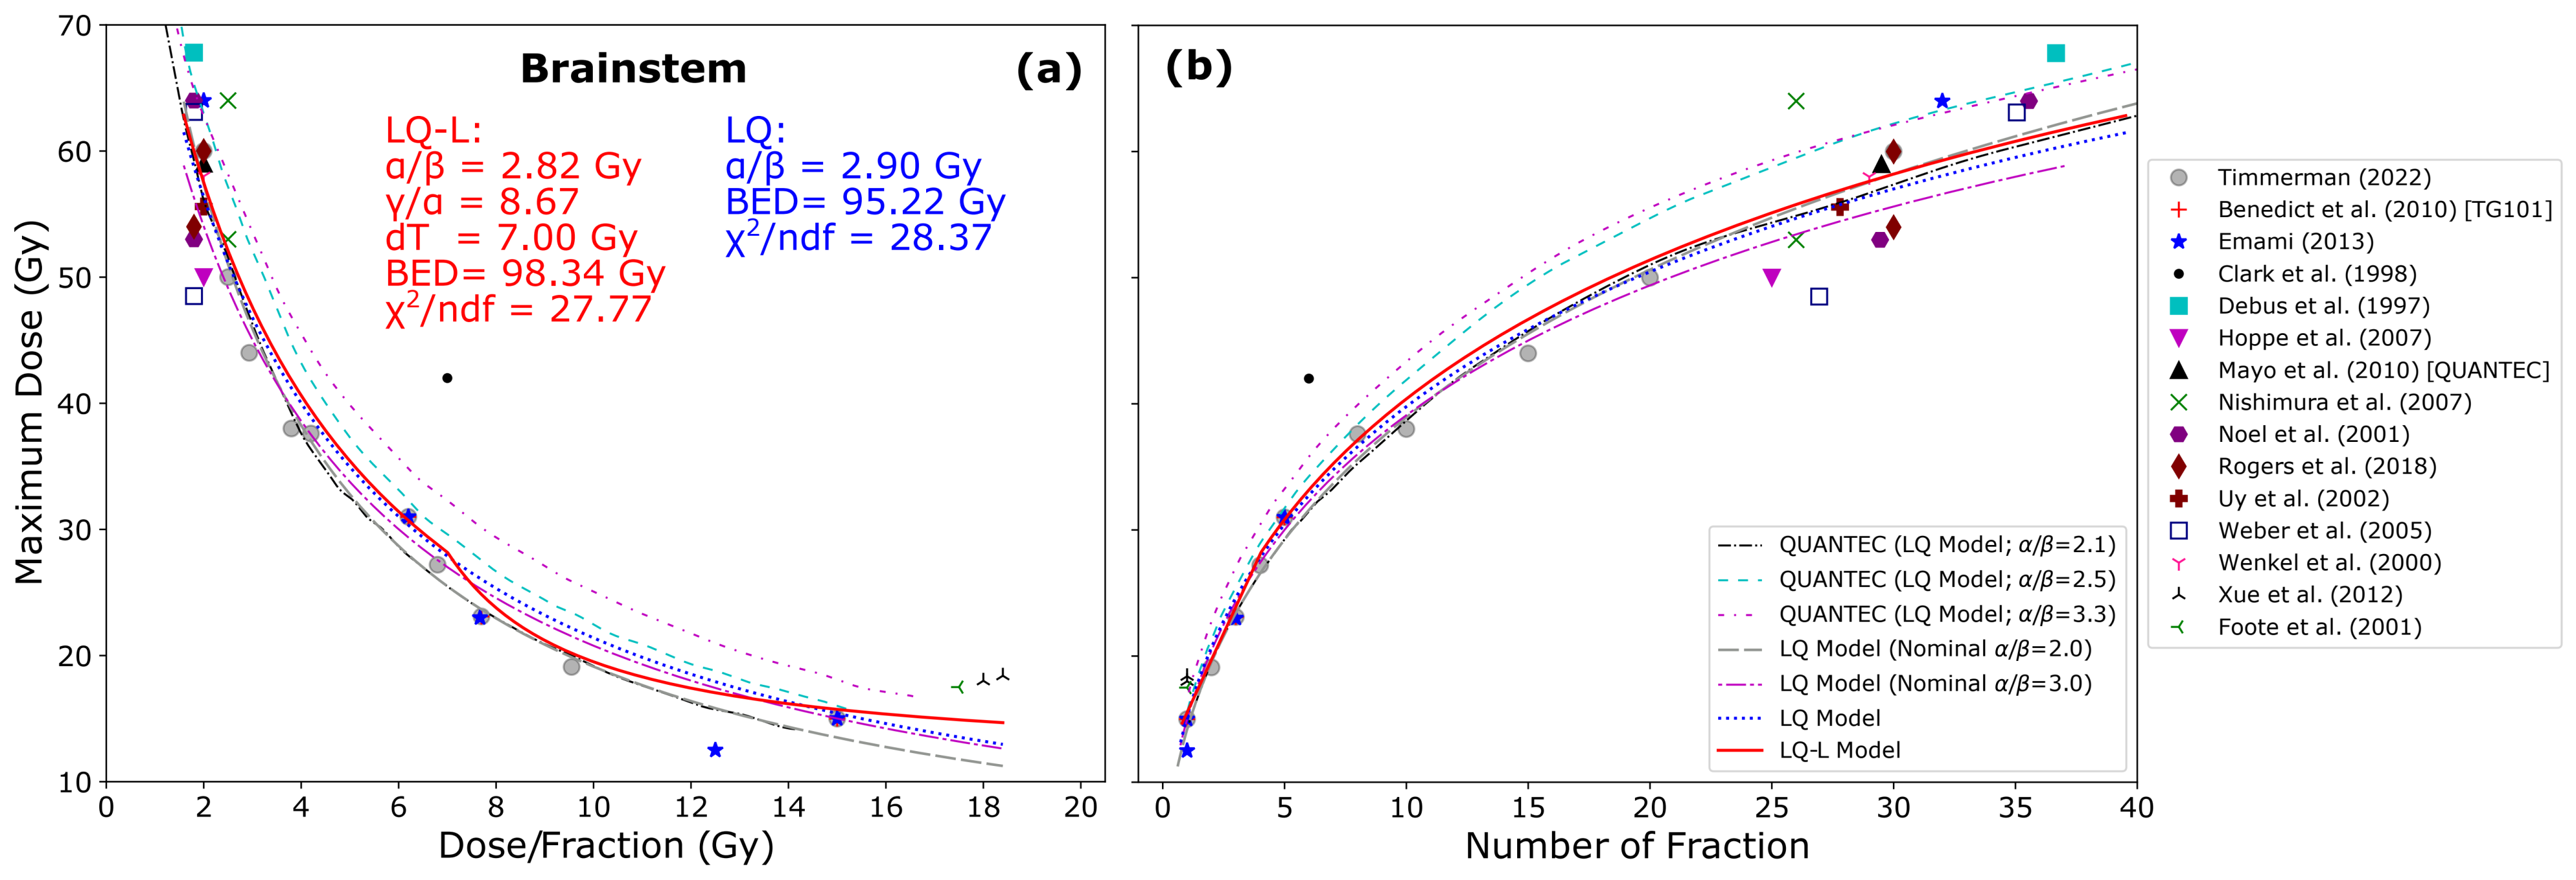 Brainstem
(a)
LQ-L:
α/β = 2.82 Gy
γ/α = 8.67
dT = 7.00 Gy
BED= 98.34 Gy
χ²/ndf = 27.77
LQ:
α/β = 2.90 Gy
BED= 95.22 Gy
χ²/ndf = 28.37
Maximum Dose (Gy)
70
60
50
40
30
20
10
0 2 4 6 8 10 12 14 16 18 20
Dose/Fraction (Gy)
(b)
QUANTEC (LQ Model; α/β=2.1)
QUANTEC (LQ Model; α/β=2.5)
QUANTEC (LQ Model; α/β=3.3)
LQ Model (Nominal α/β=2.0)
LQ Model (Nominal α/β=3.0)
LQ Model
LQ-L Model
0 5 10 15 20 25 30 35 40
Number of Fraction
Timmerman (2022)
Benedict et al. (2010) [TG101]
Emami (2013)
Clark et al. (1998)
Debus et al. (1997)
Hoppe et al. (2007)
Mayo et al. (2010) [QUANTEC]
Nishimura et al. (2007)
Noel et al. (2001)
Rogers et al. (2018)
Uy et al. (2002)
Weber et al. (2005)
Wenkel et al. (2000)
Xue et al. (2012)
Foote et al. (2001)